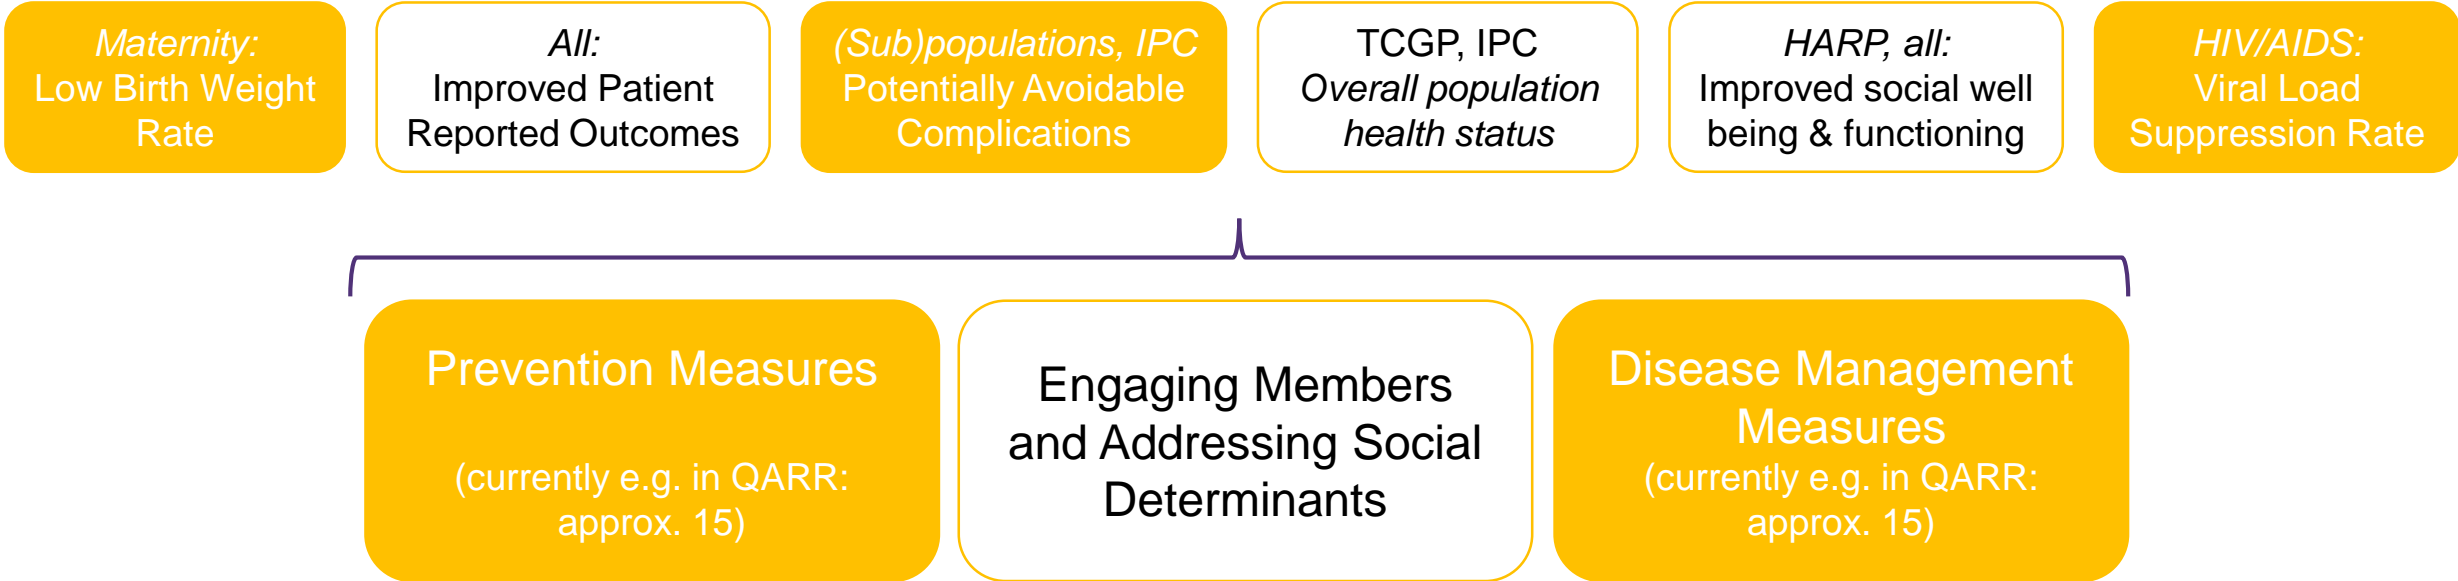 Maternity:
Low Birth Weight
Rate
All:
Improved Patient
Reported Outcomes
(Sub)populations, IPC
Potentially Avoidable
Complications
TCGP, IPC
Overall population
health status
HARP, all:
Improved social well
being & functioning
HIV/AIDS:
Viral Load
Suppression Rate
Prevention Measures
(currently e.g. in QARR:
approx. 15)
Engaging Members
and Addressing Social
Determinants
Disease Management
Measures
(currently e.g. in QARR:
approx. 15)